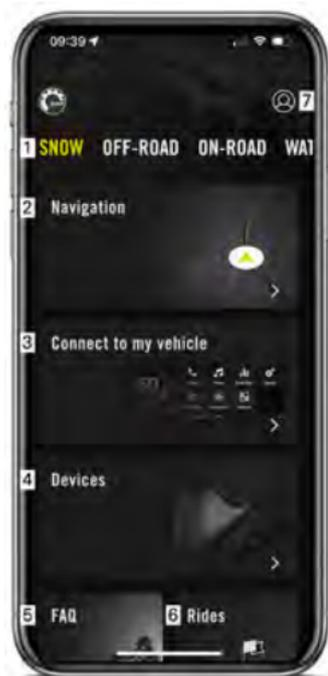 09:39
7
1 SNOW OFF-ROAD ON-ROAD WAT
2 Navigation
3 Connect to my vehicle
4 Devices
5 FAQ 6 Rides